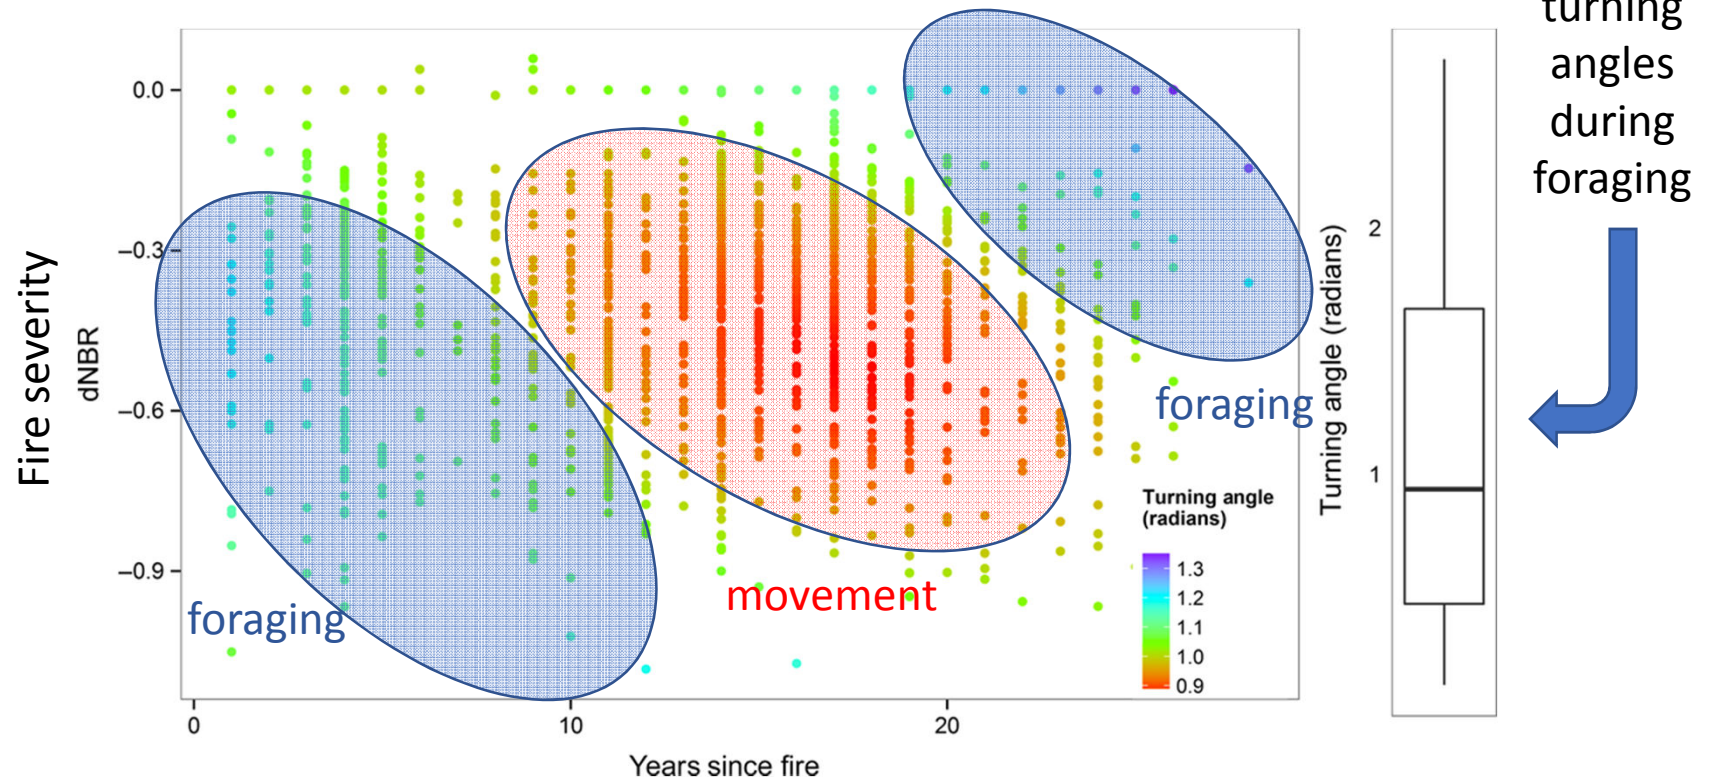 turning
angles
during
foraging
Fire severity
dNBR
0.0
−0.3
−0.6
−0.9
foraging
movement
foraging
Turning angle
(radians)
1.3
1.2
1.1
1.0
0.9
0
10
20
Years since fire
Turning angle (radians)
2
1